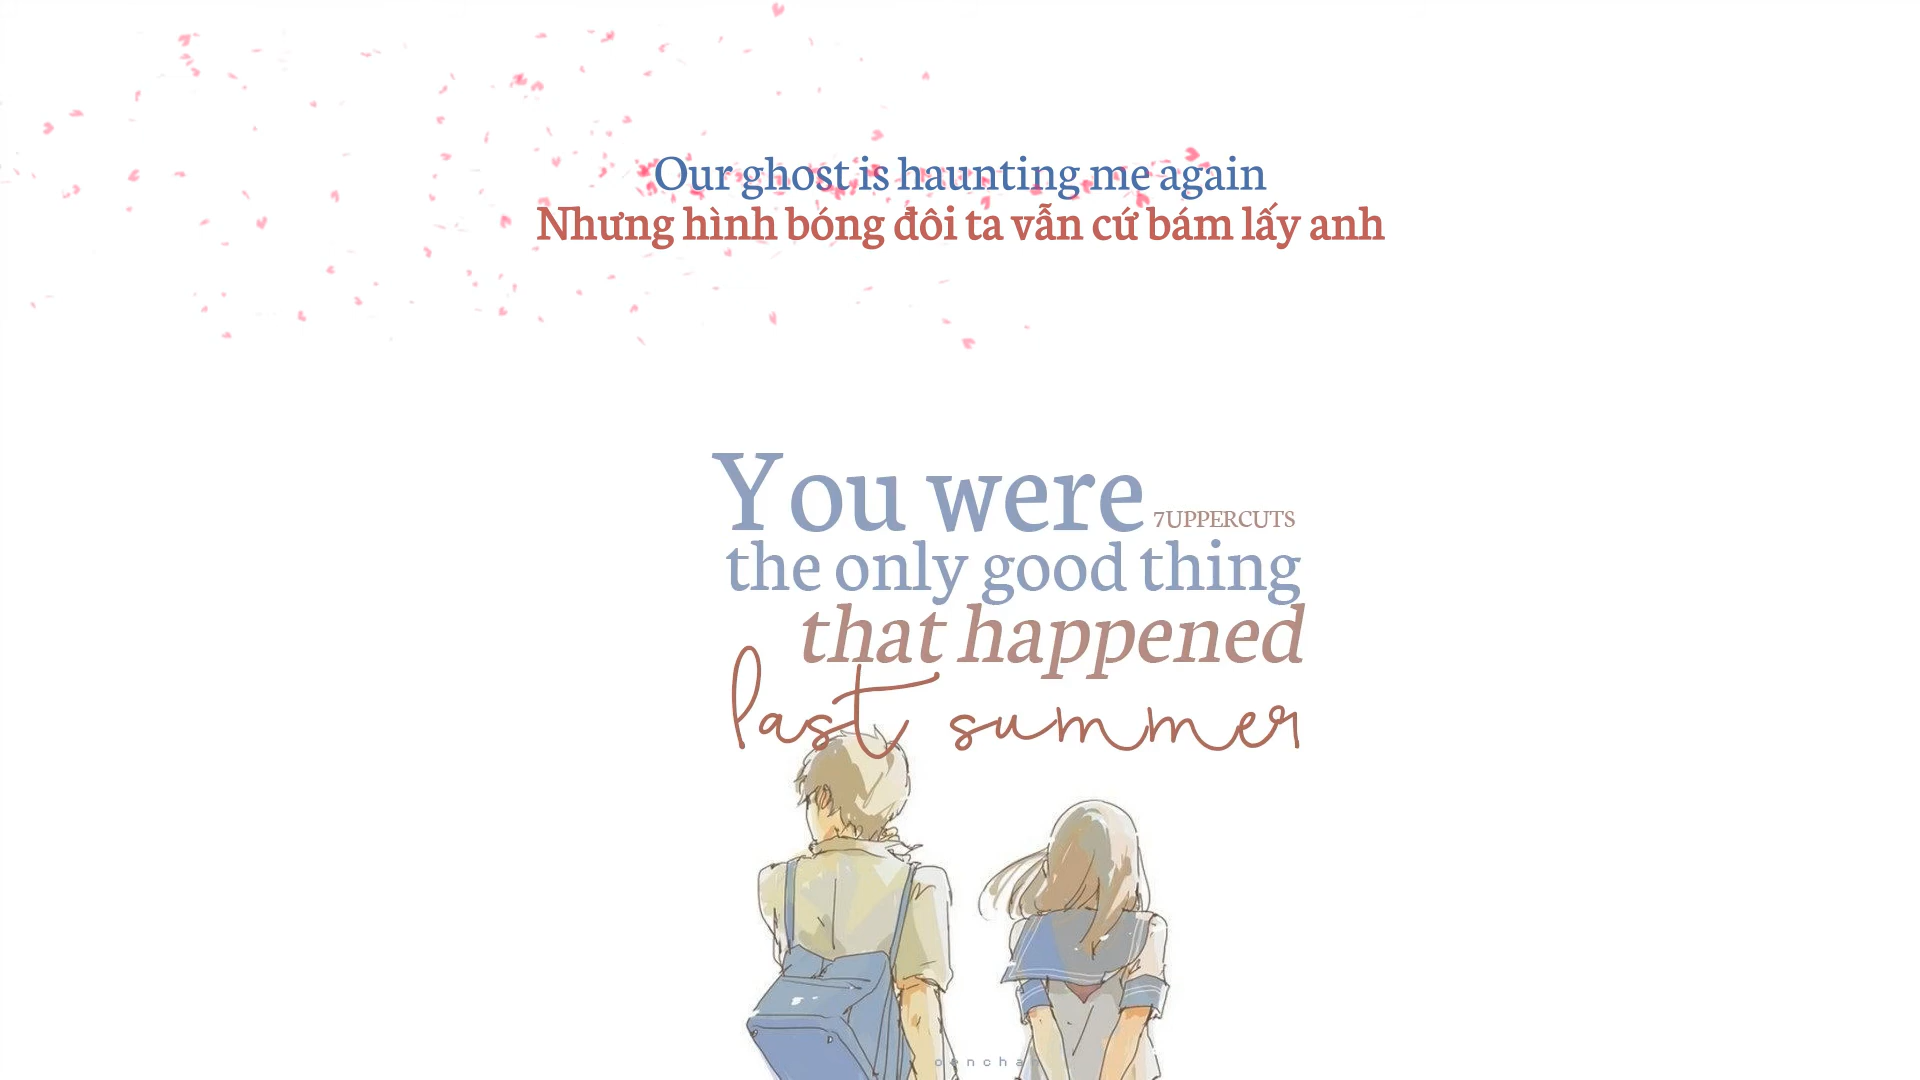 Our ghost is haunting me again
Nhưng hình bóng đôi ta vẫn cứ bám lấy anh
You were
7UPPERCUTS
the only good thing
that happened
last summer